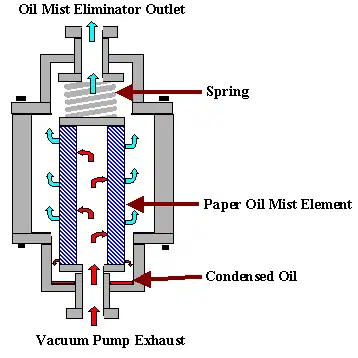 Oil Mist Eliminator Outlet
Spring
Paper Oil Mist Element
Condensed Oil
Vacuum Pump Exhaust